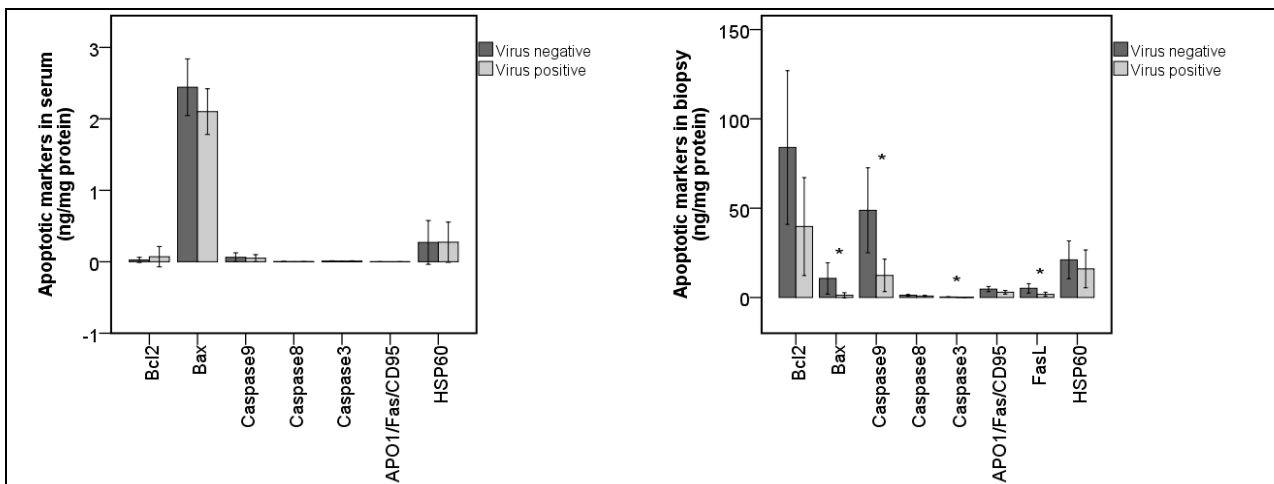 Apoptotic markers in serum
(ng/mg protein)
3
2
1
0
-1
Bcl2
Bax
Caspase9
Caspase8
Caspase3
APO1/Fas/CD95
HSP60
Virus negative
Virus positive
Apoptotic markers in biopsy
(ng/mg protein)
150
100
50
0
*
*
*
*
Bcl2
Bax
Caspase9
Caspase8
Caspase3
APO1/Fas/CD95
FasL
HSP60
Virus negative
Virus positive